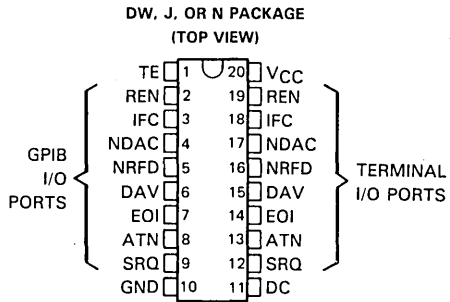 DW, J, OR N PACKAGE
(TOP VIEW)
TE 1 20 VCC
REN 2 19 REN
IFC 3 18 IFC
NDAC 4 17 NDAC
NRFD 5 16 NRFD
DAV 6 15 DAV
EOI 7 14 EOI
ATN 8 13 ATN
SRQ 9 12 SRQ
GND 10 11 DC
GPIB
I/O
PORTS
TERMINAL
I/O PORTS